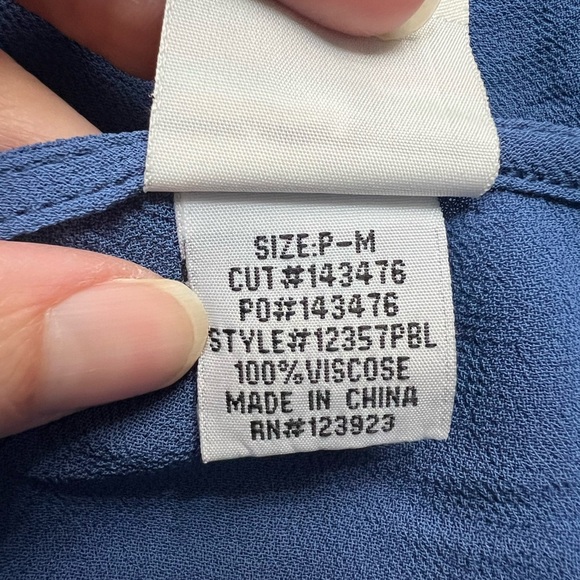 SIZE:P-M
CUT#143476
PO#143476
STYLE#12357PBL
100%VISCOSE
MADE IN CHINA
RN#123923